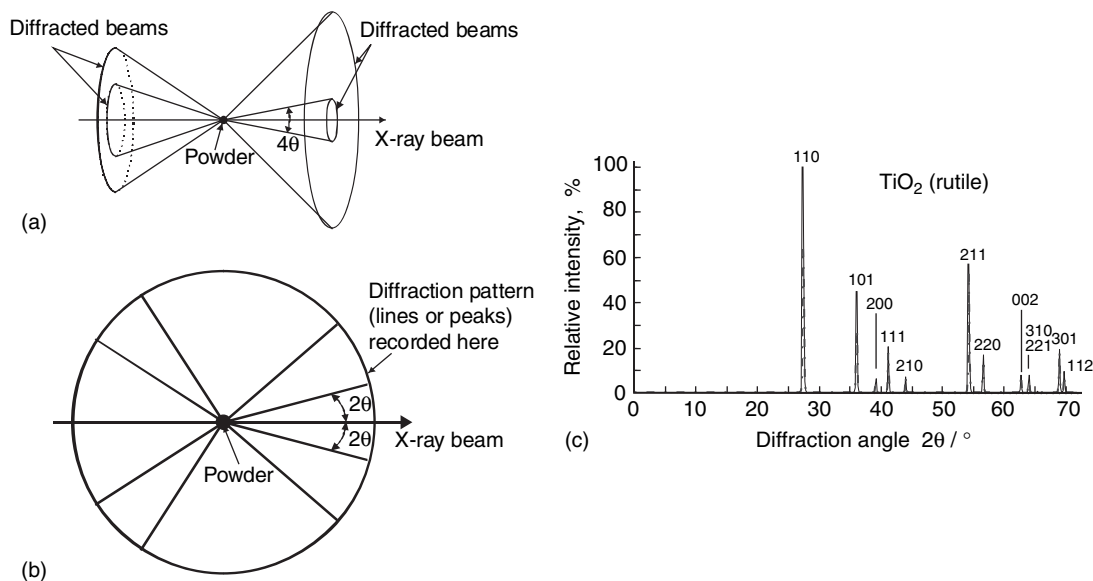 Diffracted beams
Diffracted beams
X-ray beam
4θ
Powder
(a)
Diffraction pattern
(lines or peaks)
recorded here
2θ
2θ
X-ray beam
Powder
(b)
Relative intensity, %
100
80
60
40
20
0
TiO₂ (rutile)
110
101
200
111
210
211
220
002
310
221
301
112
0
10
20
30
40
50
60
70
Diffraction angle 2θ / °
(c)